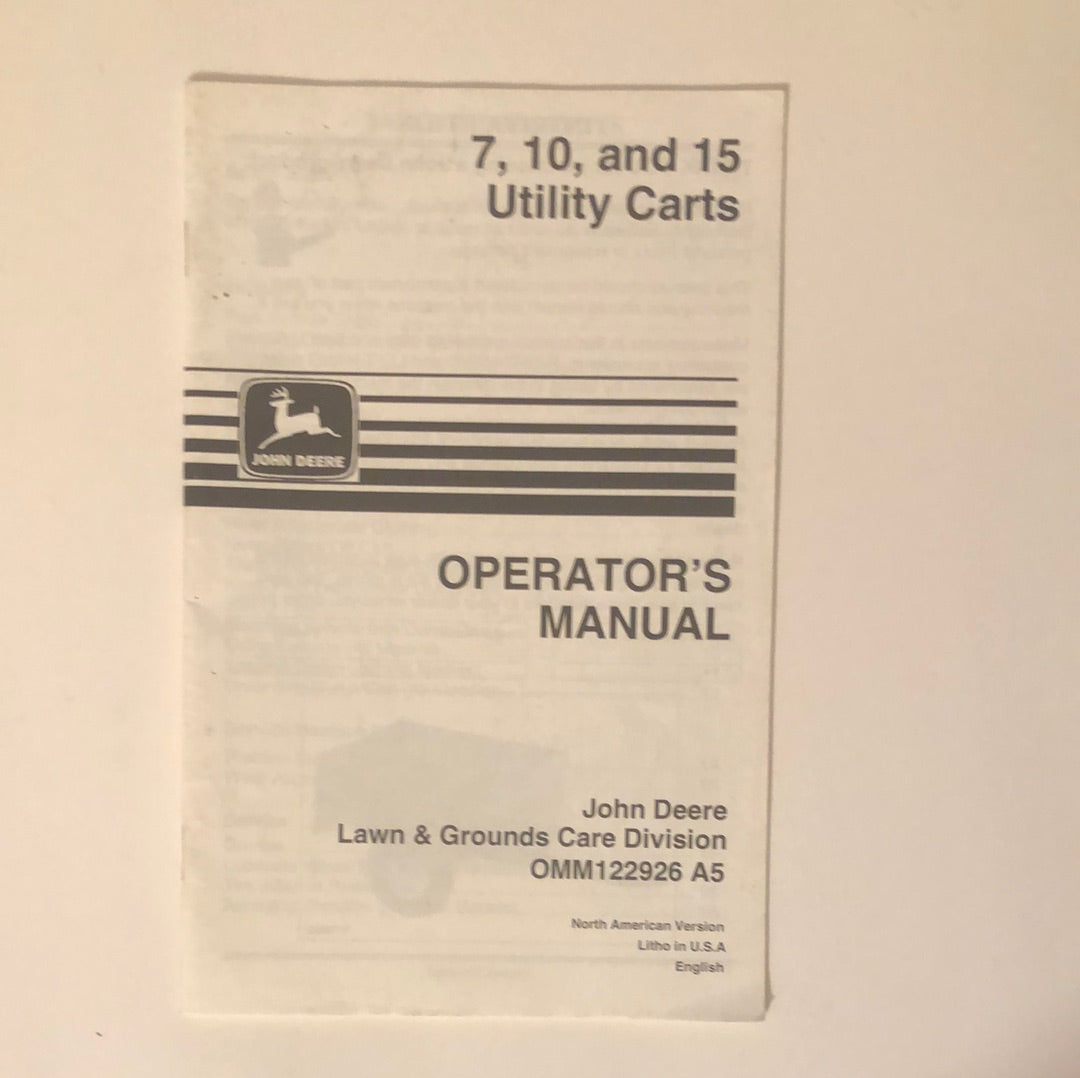 7, 10, and 15
Utility Carts
JOHN DEERE
OPERATOR'S
MANUAL
John Deere
Lawn & Grounds Care Division
OMM122926 A5
North American Version
Litho in U.S.A
English